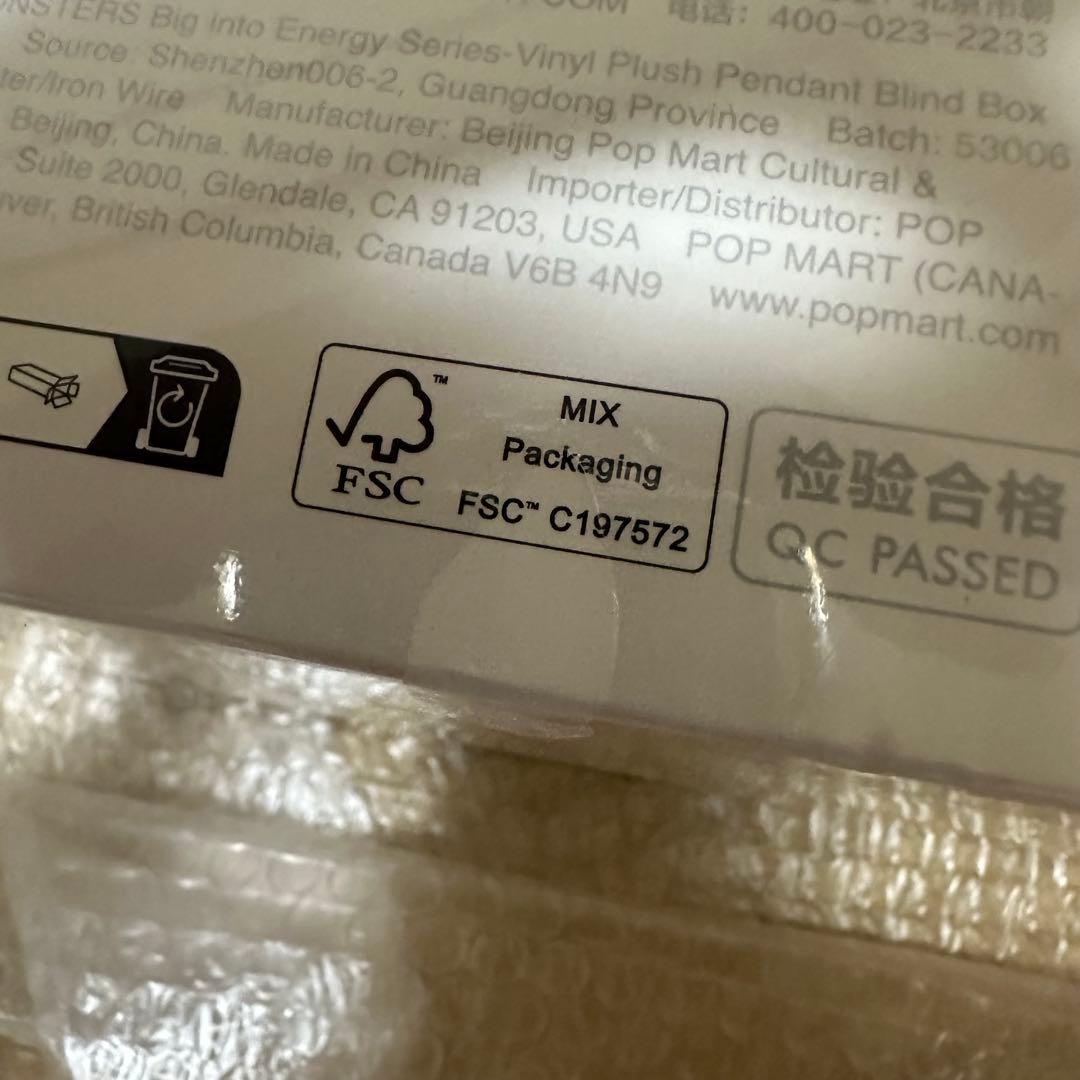 电话：400-023-2233
NSTERS Big into Energy Series-Vinyl Plush Pendant Blind Box
Source: Shenzhen006-2, Guangdong Province Batch: 53006
ter/Iron Wire Manufacturer: Beijing Pop Mart Cultural &
Beijing, China. Made in China Importer/Distributor: POP
Suite 2000, Glendale, CA 91203, USA POP MART (CANA-
ver, British Columbia, Canada V6B 4N9 www.popmart.com
FSC
MIX
Packaging
FSC™ C197572
检验合格
QC PASSED